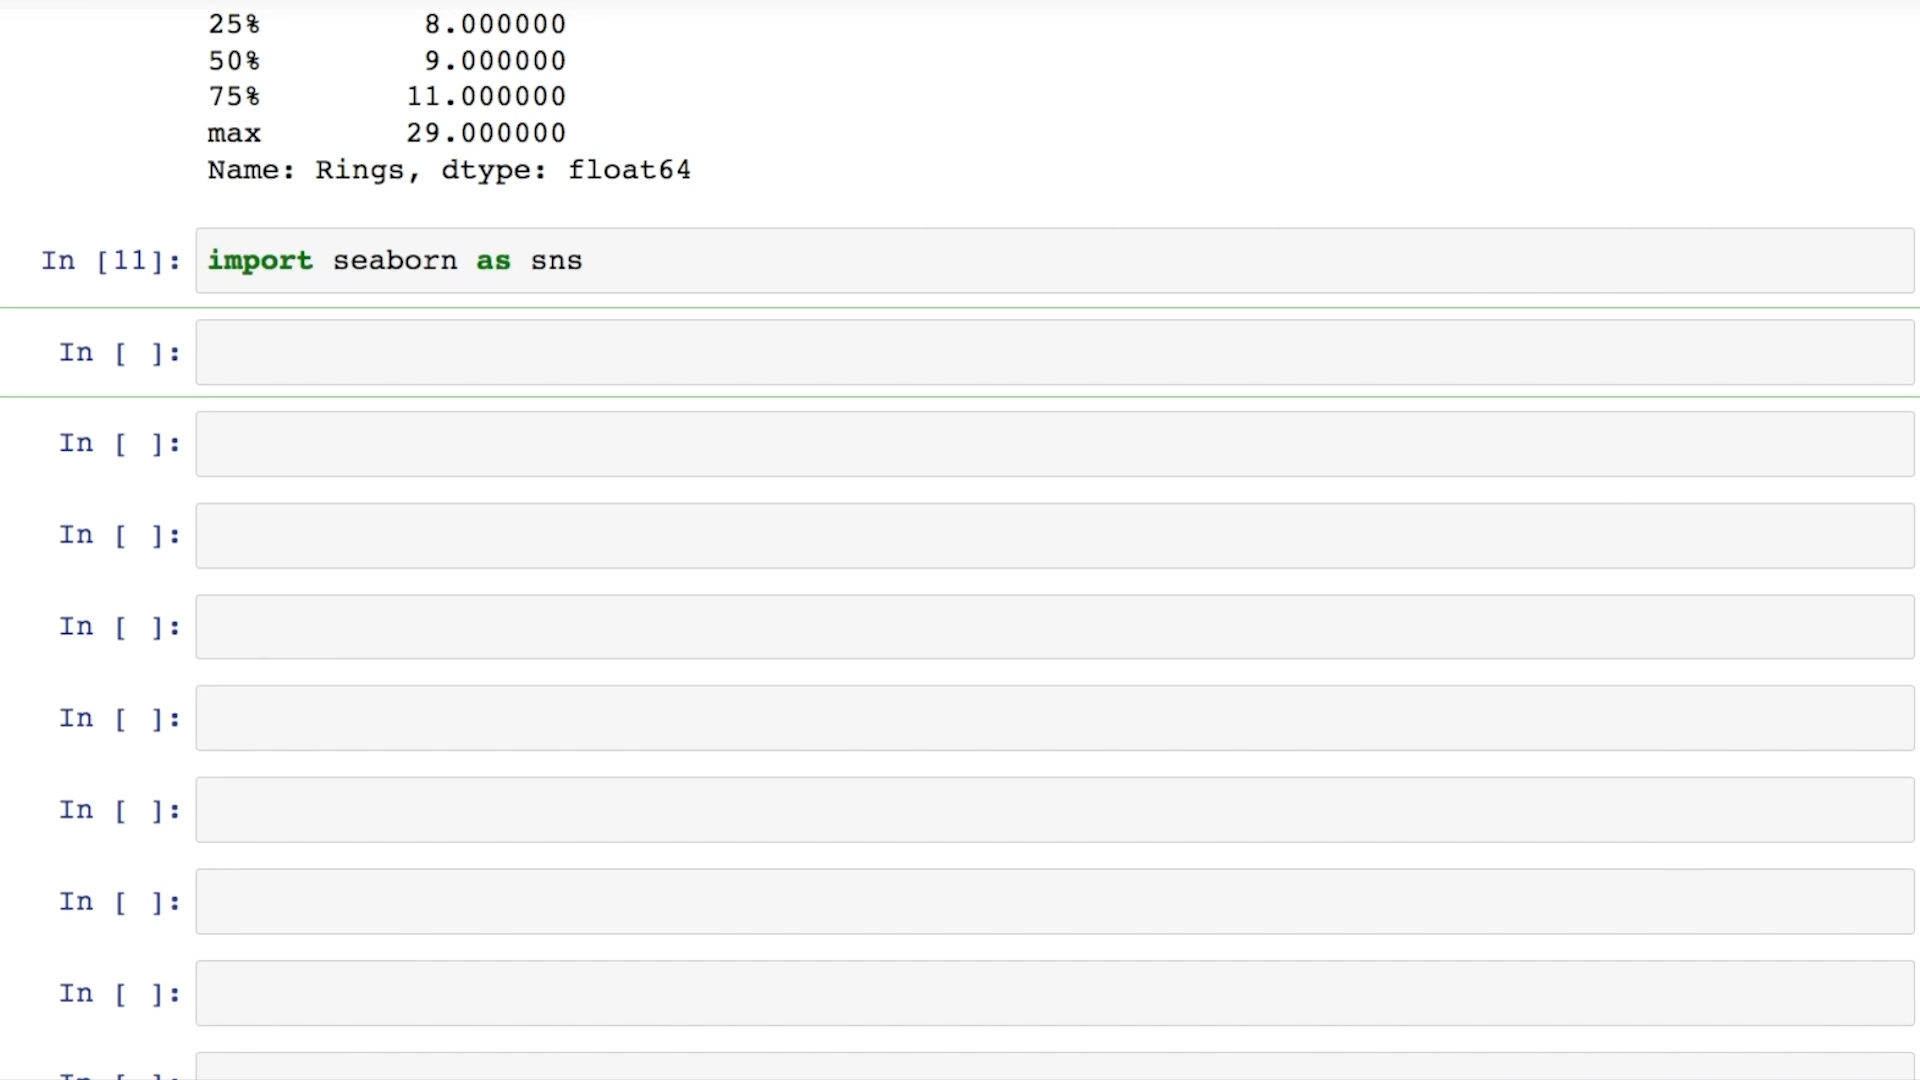 25% 8.000000
50% 9.000000
75% 11.000000
max 29.000000
Name: Rings, dtype: float64
In [11]: import seaborn as sns
In [ ]:
In [ ]:
In [ ]:
In [ ]:
In [ ]:
In [ ]:
In [ ]:
In [ ]:
In [ ]: